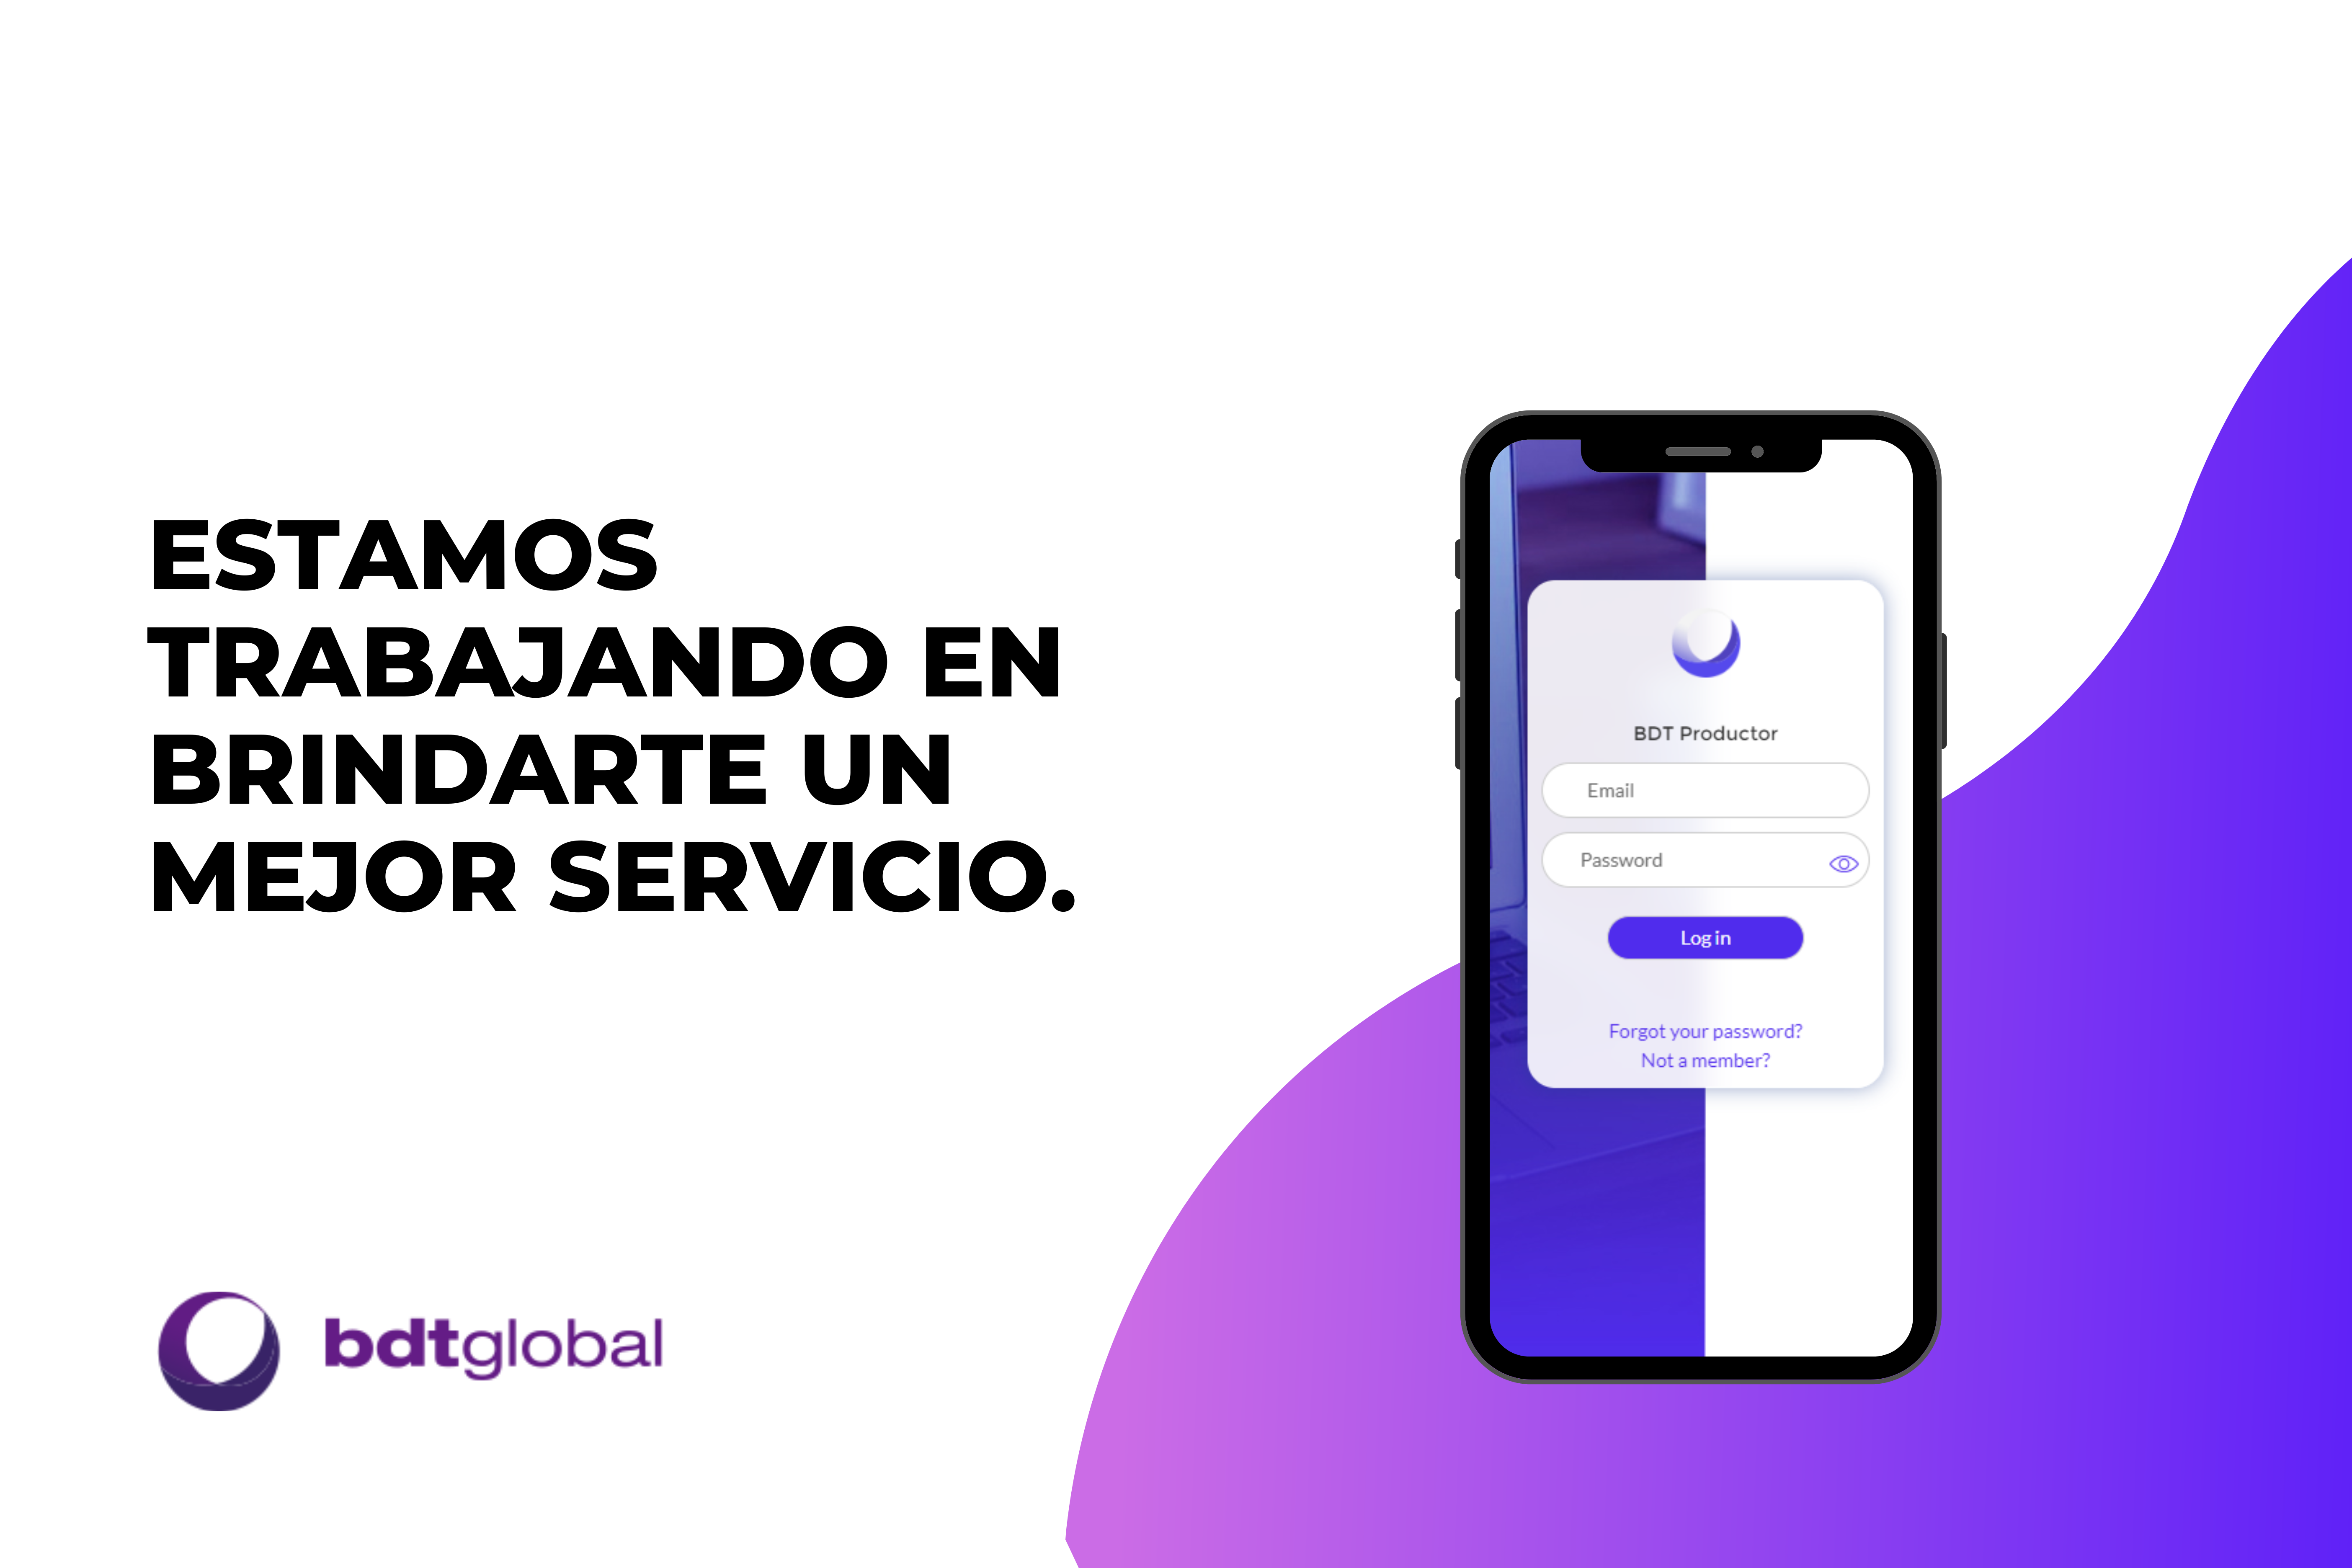 ESTAMOS
TRABAJANDO EN
BRINDARTE UN
MEJOR SERVICIO.
bdtglobal
BDT Productor
Email
Password
Log in
Forgot your password?
Not a member?